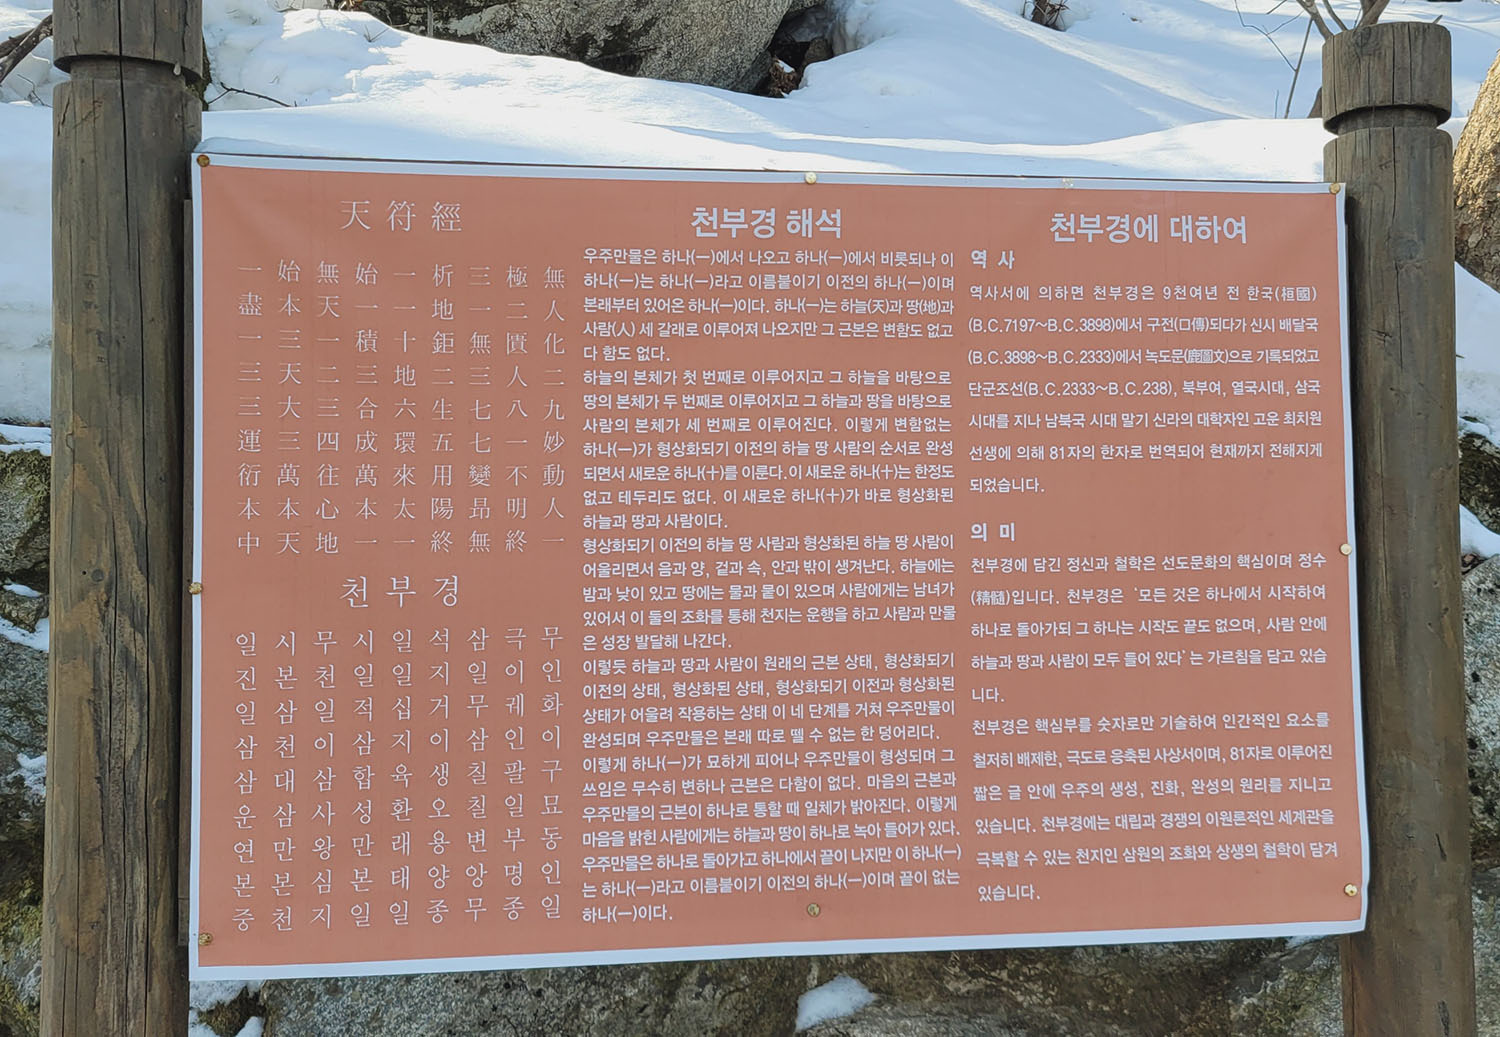 天符經
一 始 無 始 一 析 三 極 無
盡 本 天 一 一 地 一 二 人
一 三 一 積 十 鉅 無 匱 化
三 天 二 三 地 二 三 人 二
三 大 三 合 六 生 七 八 九
運 三 四 成 環 五 七 一 妙
衍 萬 往 萬 來 用 變 不 動
本 本 心 本 太 陽 昻 明 人
中 天 地 一 一 終 無 終 一
천부경
일 시 무 시 일 석 삼 극 무
진 본 천 일 일 지 일 이 인
일 삼 일 적 십 거 무 궤 화
삼 천 이 삼 지 이 삼 인 이
삼 대 삼 합 육 생 칠 팔 구
운 삼 사 성 환 오 칠 일 묘
연 만 왕 만 래 용 변 부 동
본 본 심 본 태 양 앙 명 인
중 천 지 일 일 종 무 종 일
천부경 해석
우주만물은 하나(一)에서 나오고 하나(一)에서 비롯되나 이
하나(一)는 하나(一)라고 이름붙이기 이전의 하나(一)이며
본래부터 있어온 하나(一)이다. 하나(一)는 하늘(天)과 땅(地)과
사람(人) 세 갈래로 이루어져 나오지만 그 근본은 변함도 없고
다 함도 없다.
하늘의 본체가 첫 번째로 이루어지고 그 하늘을 바탕으로
땅의 본체가 두 번째로 이루어지고 그 하늘과 땅을 바탕으로
사람의 본체가 세 번째로 이루어진다. 이렇게 변함없는
하나(一)가 형상화되기 이전의 하늘 땅 사람의 순서로 완성
되면서 새로운 하나(十)를 이룬다. 이 새로운 하나(十)는 한정도
없고 테두리도 없다. 이 새로운 하나(十)가 바로 형상화된
하늘과 땅과 사람이다.
형상화되기 이전의 하늘 땅 사람과 형상화된 하늘 땅 사람이
어울리면서 음과 양, 겉과 속, 안과 밖이 생겨난다. 하늘에는
밤과 낮이 있고 땅에는 물과 뭍이 있으며 사람에게는 남녀가
있어서 이 둘의 조화를 통해 천지는 운행을 하고 사람과 만물
은 성장 발달해 나간다.
이렇듯 하늘과 땅과 사람이 원래의 근본 상태, 형상화되기
이전의 상태, 형상화된 상태, 형상화되기 이전과 형상화된
상태가 어울려 작용하는 상태 이 네 단계를 거쳐 우주만물이
완성되며 우주만물은 본래 따로 뗄 수 없는 한 덩어리다.
이렇게 하나(一)가 묘하게 피어나 우주만물이 형성되며 그
쓰임은 무수히 변하나 근본은 다함이 없다. 마음의 근본과
우주만물의 근본이 하나로 통할 때 일체가 밝아진다. 이렇게
마음을 밝힌 사람에게는 하늘과 땅이 하나로 녹아 들어가 있다.
우주만물은 하나로 돌아가고 하나에서 끝이 나지만 이 하나(一)
는 하나(一)라고 이름붙이기 이전의 하나(一)이며 끝이 없는
하나(一)이다.
천부경에 대하여
역 사
역사서에 의하면 천부경은 9천여년 전 한국(桓國)
(B.C.7197~B.C.3898)에서 구전(口傳)되다가 신시 배달국
(B.C.3898~B.C.2333)에서 녹도문(鹿圖文)으로 기록되었고
단군조선(B.C.2333~B.C.238), 북부여, 열국시대, 삼국
시대를 지나 남북국 시대 말기 신라의 대학자인 고운 최치원
선생에 의해 81자의 한자로 번역되어 현재까지 전해지게
되었습니다.
의 미
천부경에 담긴 정신과 철학은 선도문화의 핵심이며 정수
(精髓)입니다. 천부경은 '모든 것은 하나에서 시작하여
하나로 돌아가되 그 하나는 시작도 끝도 없으며, 사람 안에
하늘과 땅과 사람이 모두 들어 있다'는 가르침을 담고 있습
니다.
천부경은 핵심부를 숫자로만 기술하여 인간적인 요소를
철저히 배제한, 극도로 응축된 사상서이며, 81자로 이루어진
짧은 글 안에 우주의 생성, 진화, 완성의 원리를 지니고
있습니다. 천부경에는 대립과 경쟁의 이원론적인 세계관을
극복할 수 있는 천지인 삼원의 조화와 상생의 철학이 담겨
있습니다.